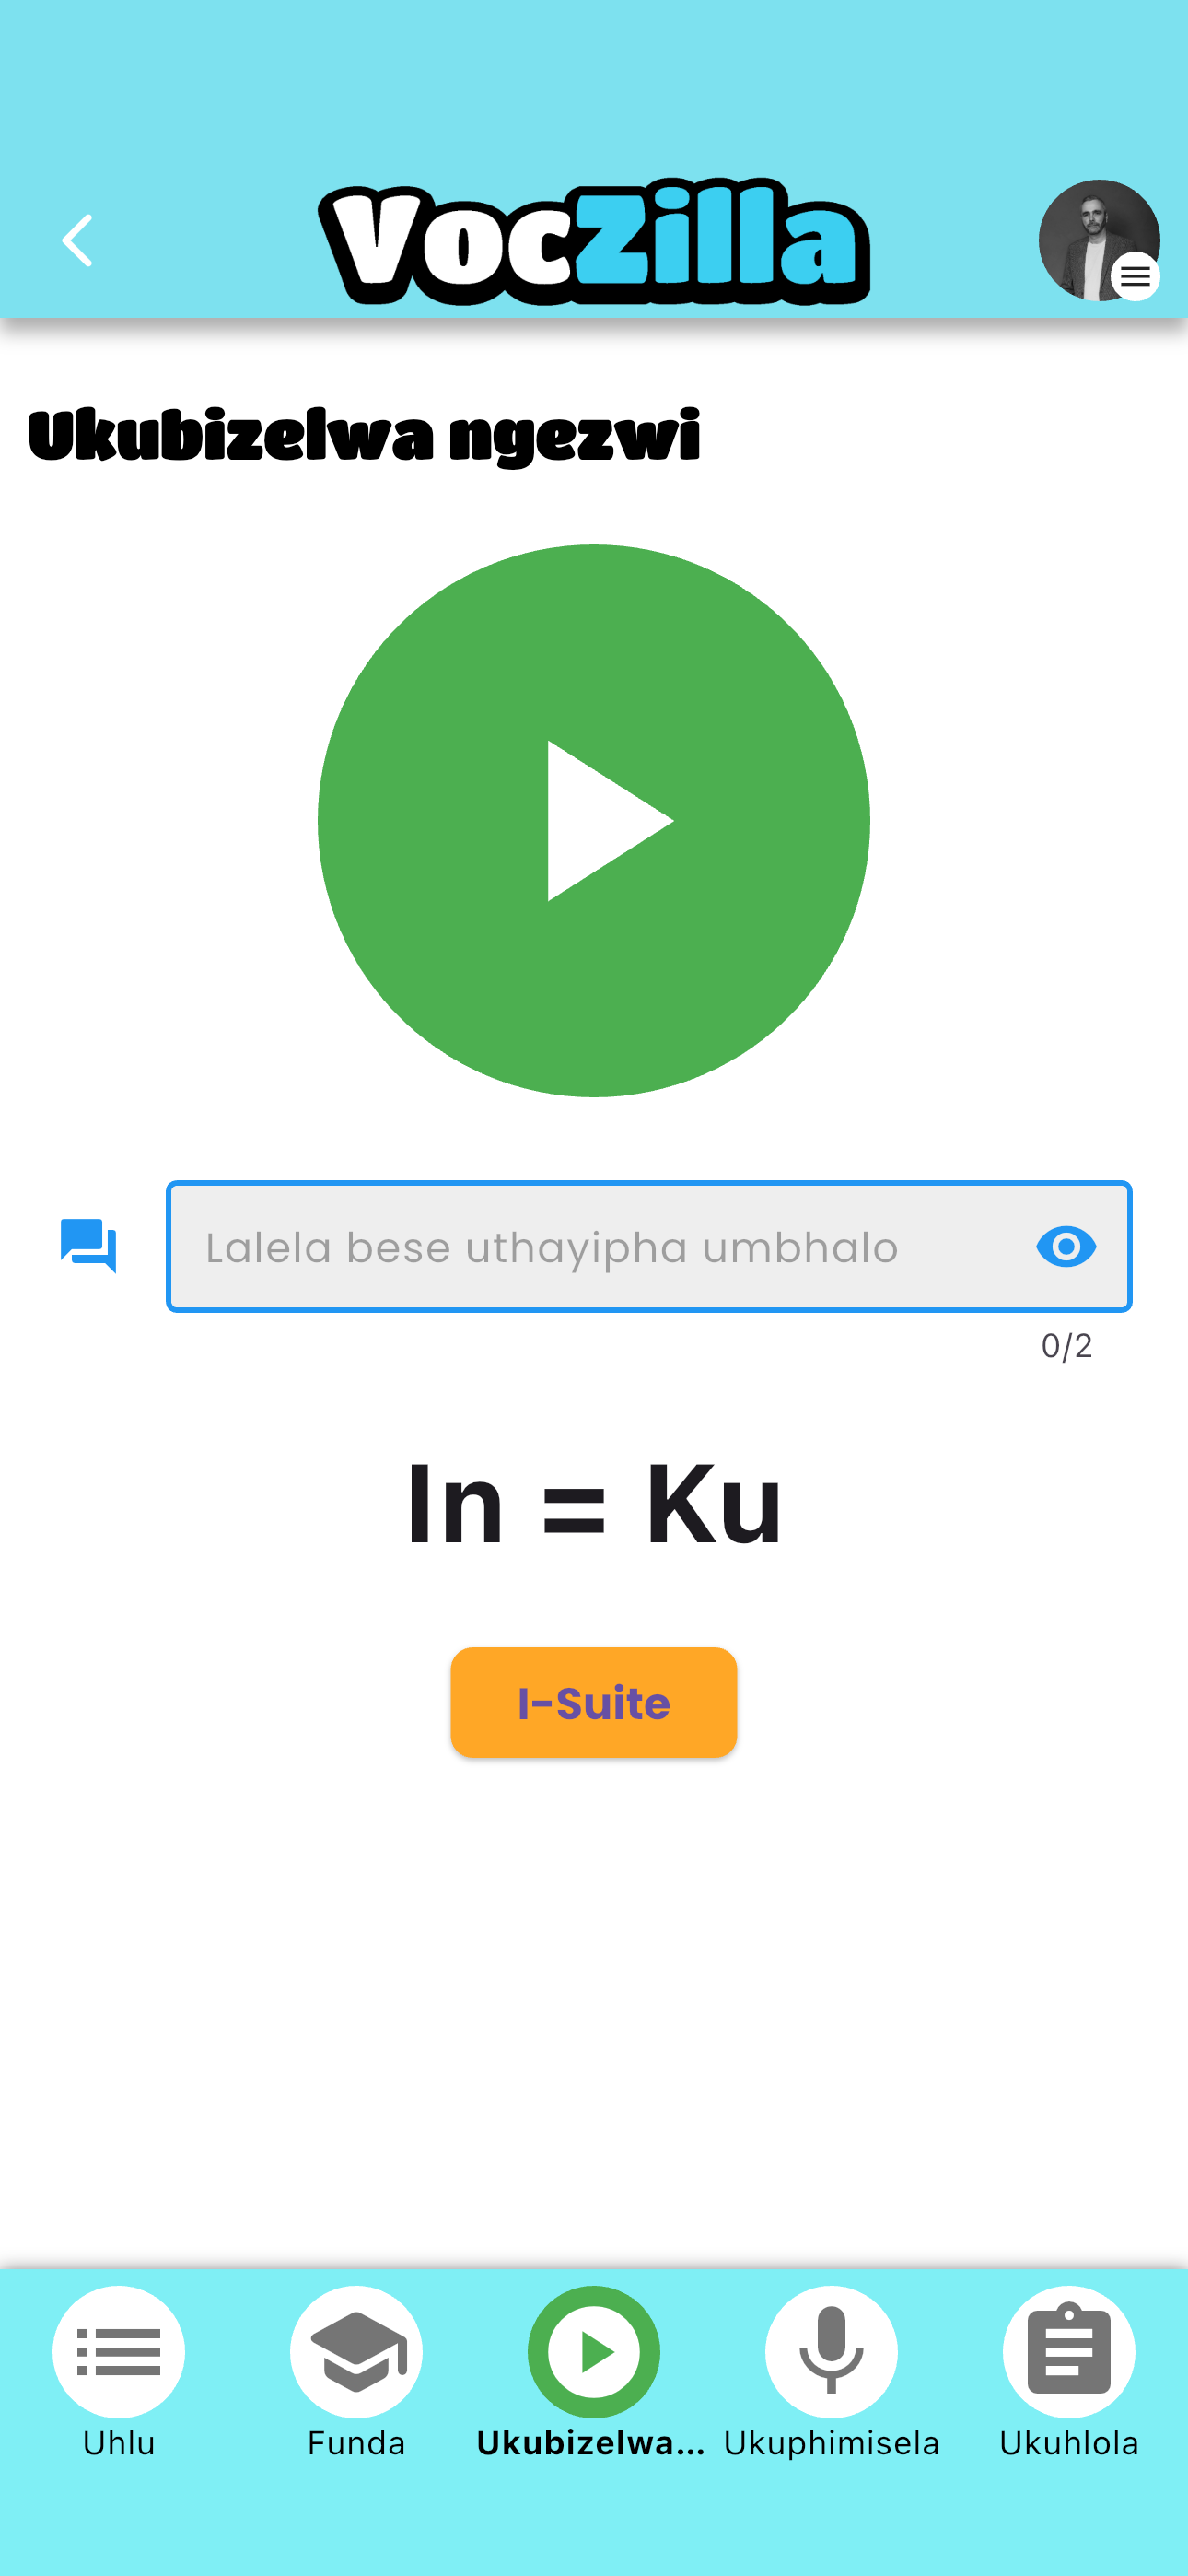 VocZilla
Ukubizelwa ngezwi
Lalela bese uthayipha umbhalo
0/2
In = Ku
I-Suite
Uhlu
Funda
Ukubizelwa...
Ukuphimisela
Ukuhlola